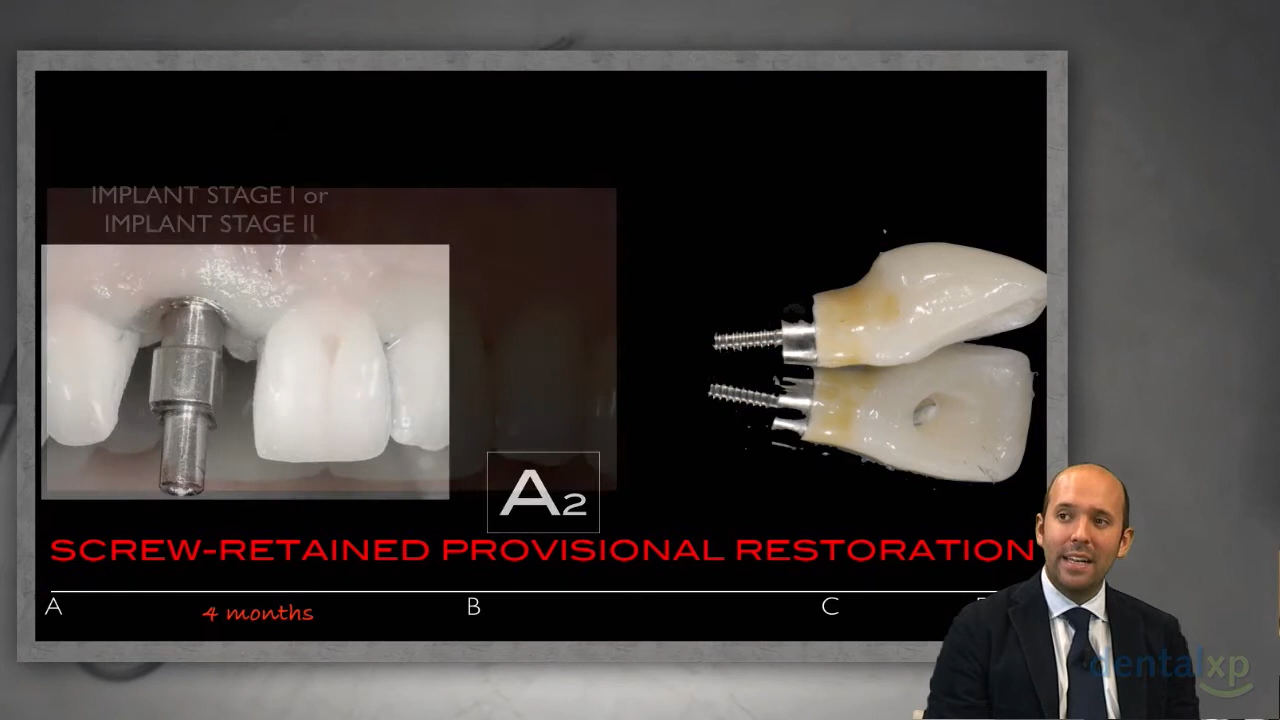 IMPLANT STAGE I or
IMPLANT STAGE II
A2
SCREW-RETAINED PROVISIONAL RESTORATION
A
4 months
B
C
dentalxp